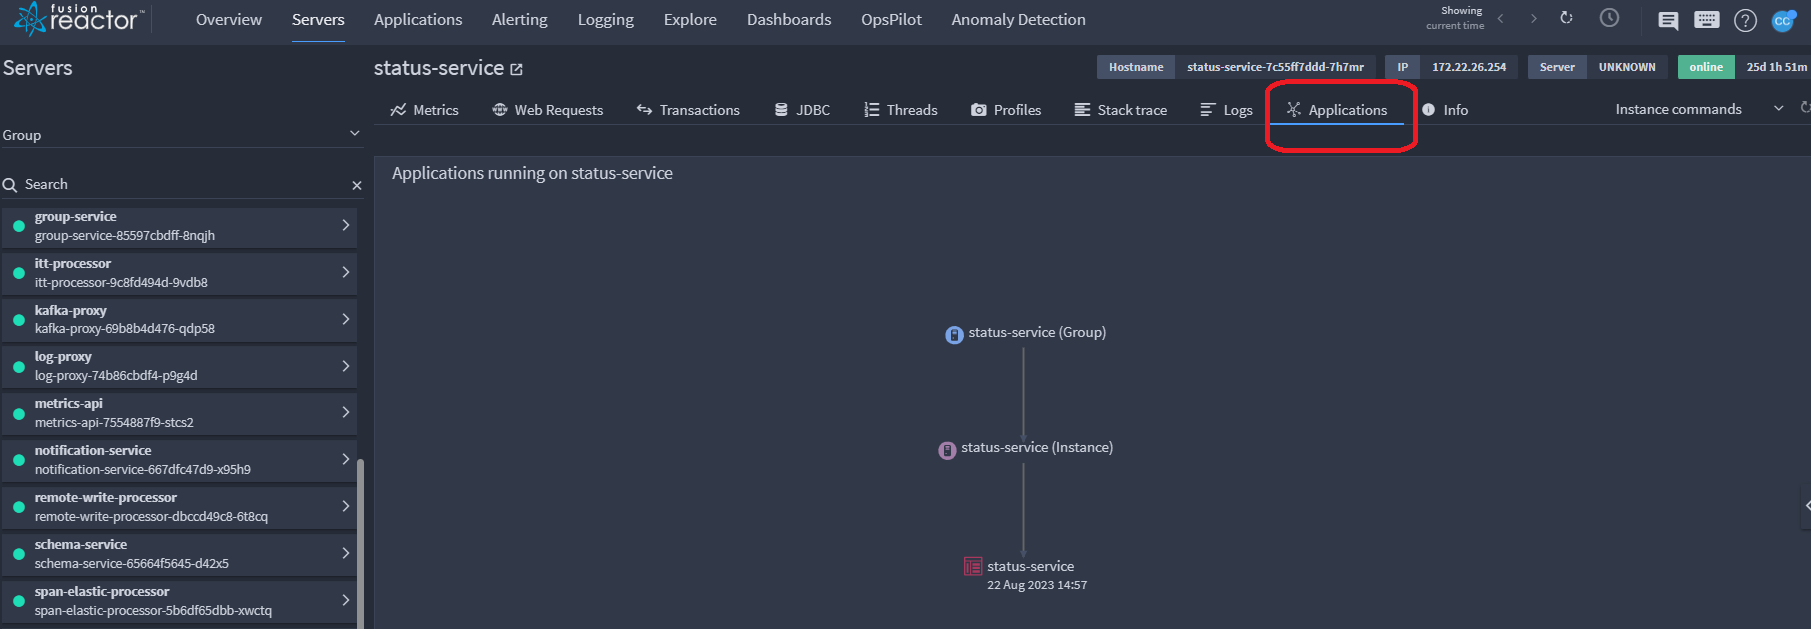 fusion
reactor™
Overview
Servers
Applications
Alerting
Logging
Explore
Dashboards
OpsPilot
Anomaly Detection
Showing
current time
CC
Servers
Group
Search
group-service
group-service-85597cbdff-8nqjh
itt-processor
itt-processor-9c8fd494d-9vdb8
kafka-proxy
kafka-proxy-69b8b4d476-qdp58
log-proxy
log-proxy-74b86cbdf4-p9g4d
metrics-api
metrics-api-7554887f9-stcs2
notification-service
notification-service-667dfc47d9-x95h9
remote-write-processor
remote-write-processor-dbccd49c8-6t8cq
schema-service
schema-service-65664f5645-d42x5
span-elastic-processor
span-elastic-processor-5b6df65dbb-xwctq
status-service
Hostname status-service-7c55ff7ddd-7h7mr
IP 172.22.26.254
Server UNKNOWN
online 25d 1h 51m
Metrics
Web Requests
Transactions
JDBC
Threads
Profiles
Stack trace
Logs
Applications
Info
Instance commands
Applications running on status-service
status-service (Group)
status-service (Instance)
status-service
22 Aug 2023 14:57